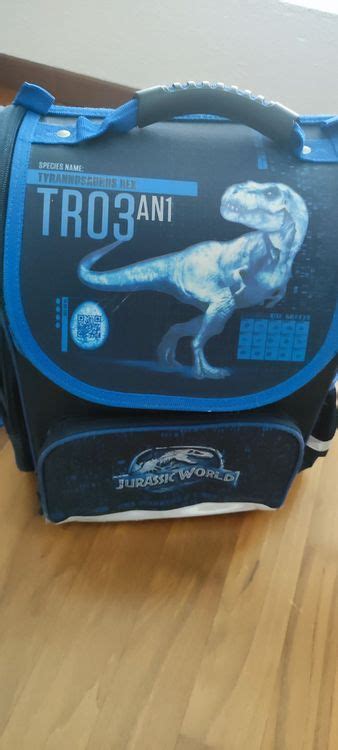 SPECIES NAME:
TYRANNOSAURUS REX
TR03AN1
JURASSIC WORLD